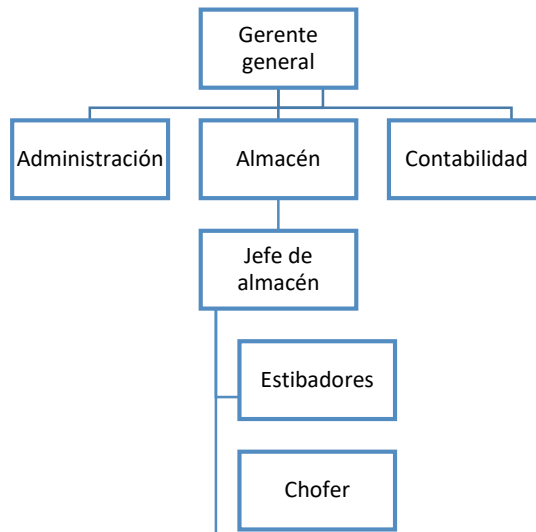 Gerente
general
Administración
Almacén
Contabilidad
Jefe de
almacén
Estibadores
Chofer